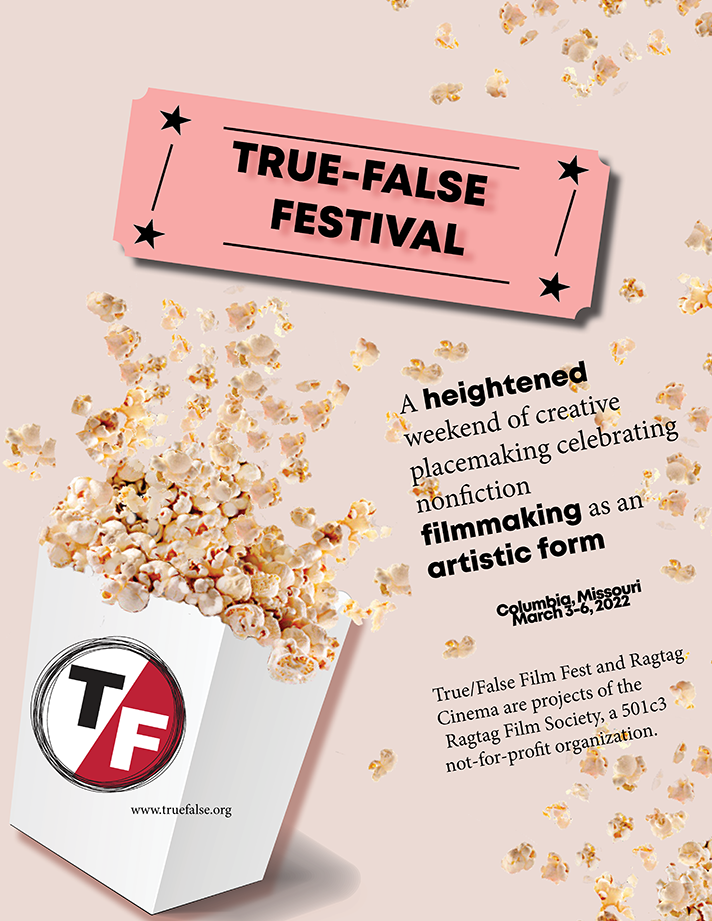 TRUE-FALSE
FESTIVAL
A heightened
weekend of creative
placemaking celebrating
nonfiction
filmmaking as an
artistic form
Columbia, Missouri
March 3-6, 2022
True/False Film Fest and Ragtag
Cinema are projects of the
Ragtag Film Society, a 501c3
not-for-profit organization.
T
F
www.truefalse.org